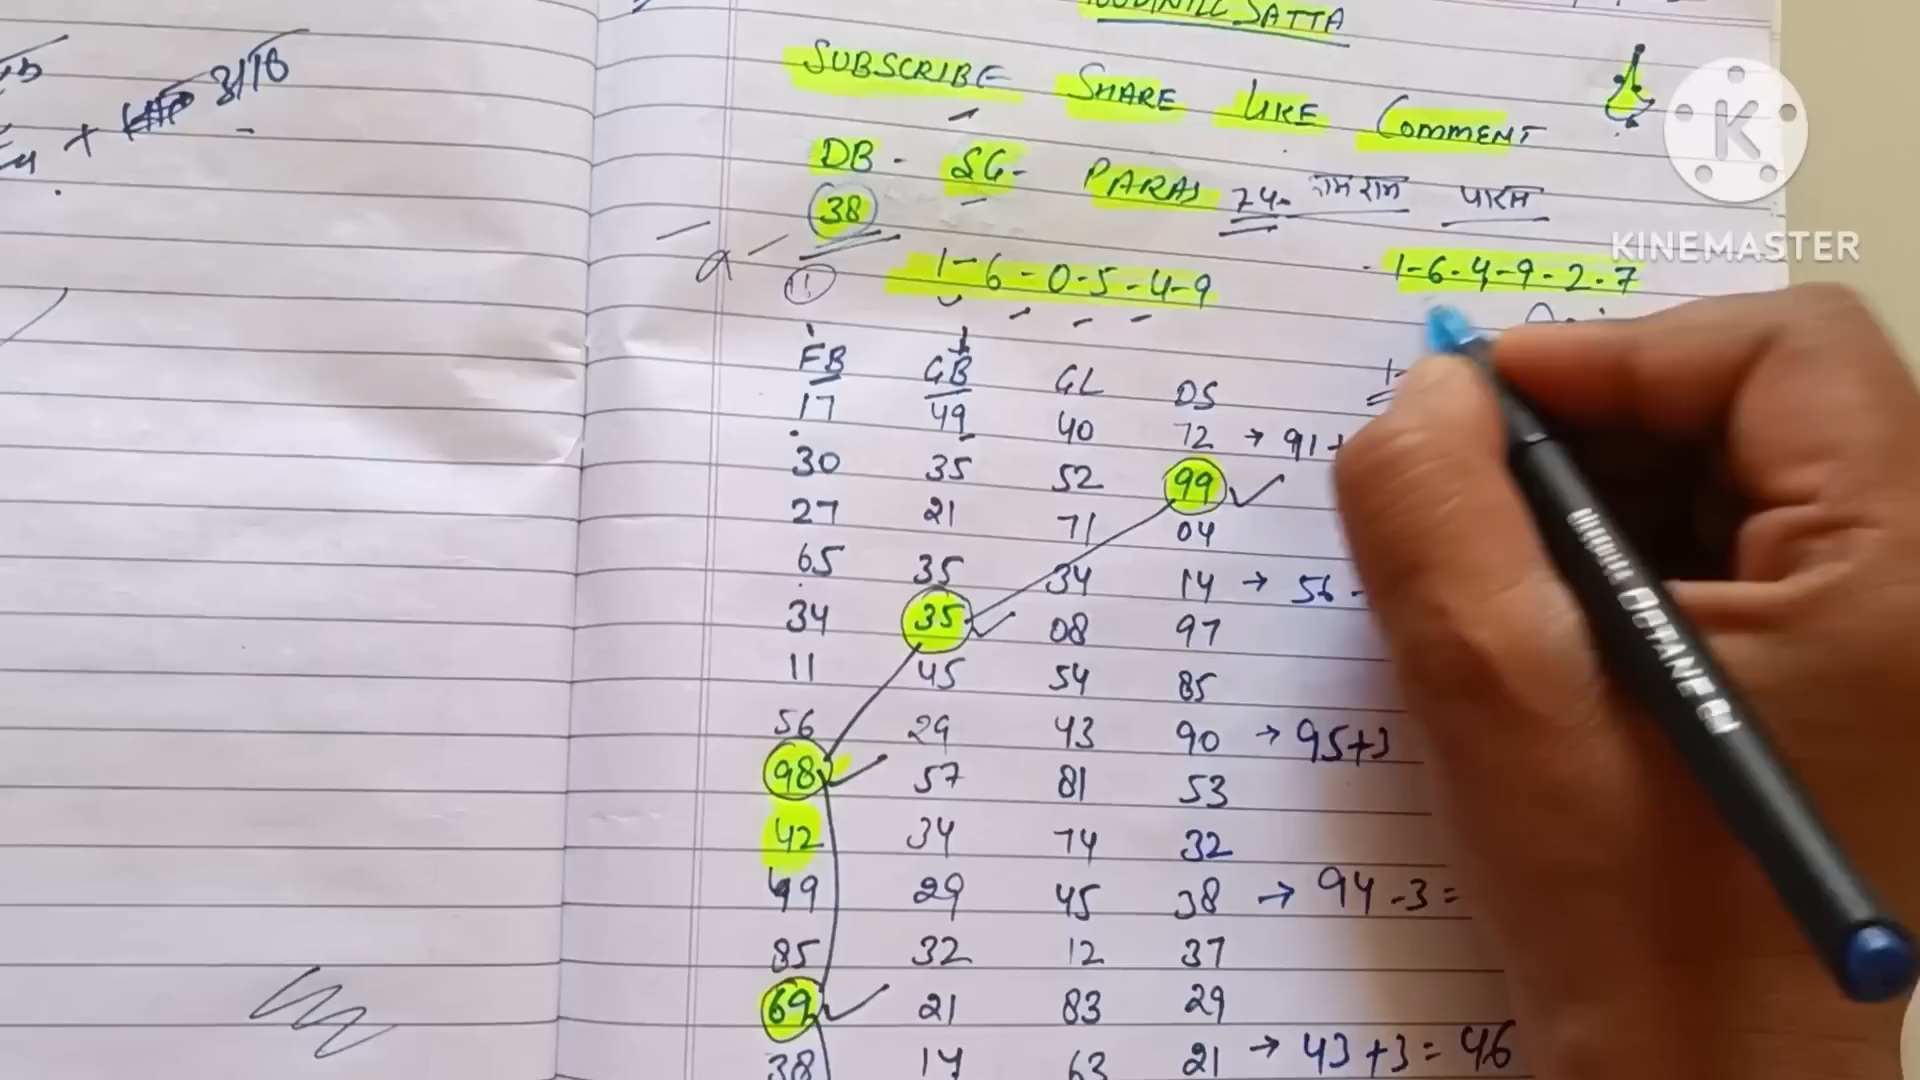 SATTA
SUBSCRIBE SHARE LIKE COMMENT
DB - SG - PARAS 74- राम राम पारस
38
KINEMASTER
1-6-0-5-4-9 1-6-4-9-2-7
11
FB GB GL DS
17 49 40 72 → 91+
30 35 52 99
27 21 71 04
65 35 34 14 → 56 -
34 35 08 97
11 45 54 85
56 29 43 90 → 95+3
98 57 81 53
42 34 74 32
49 29 45 38 → 94-3=
85 32 12 37
69 21 83 29
38 14 63 21 → 43+3=46